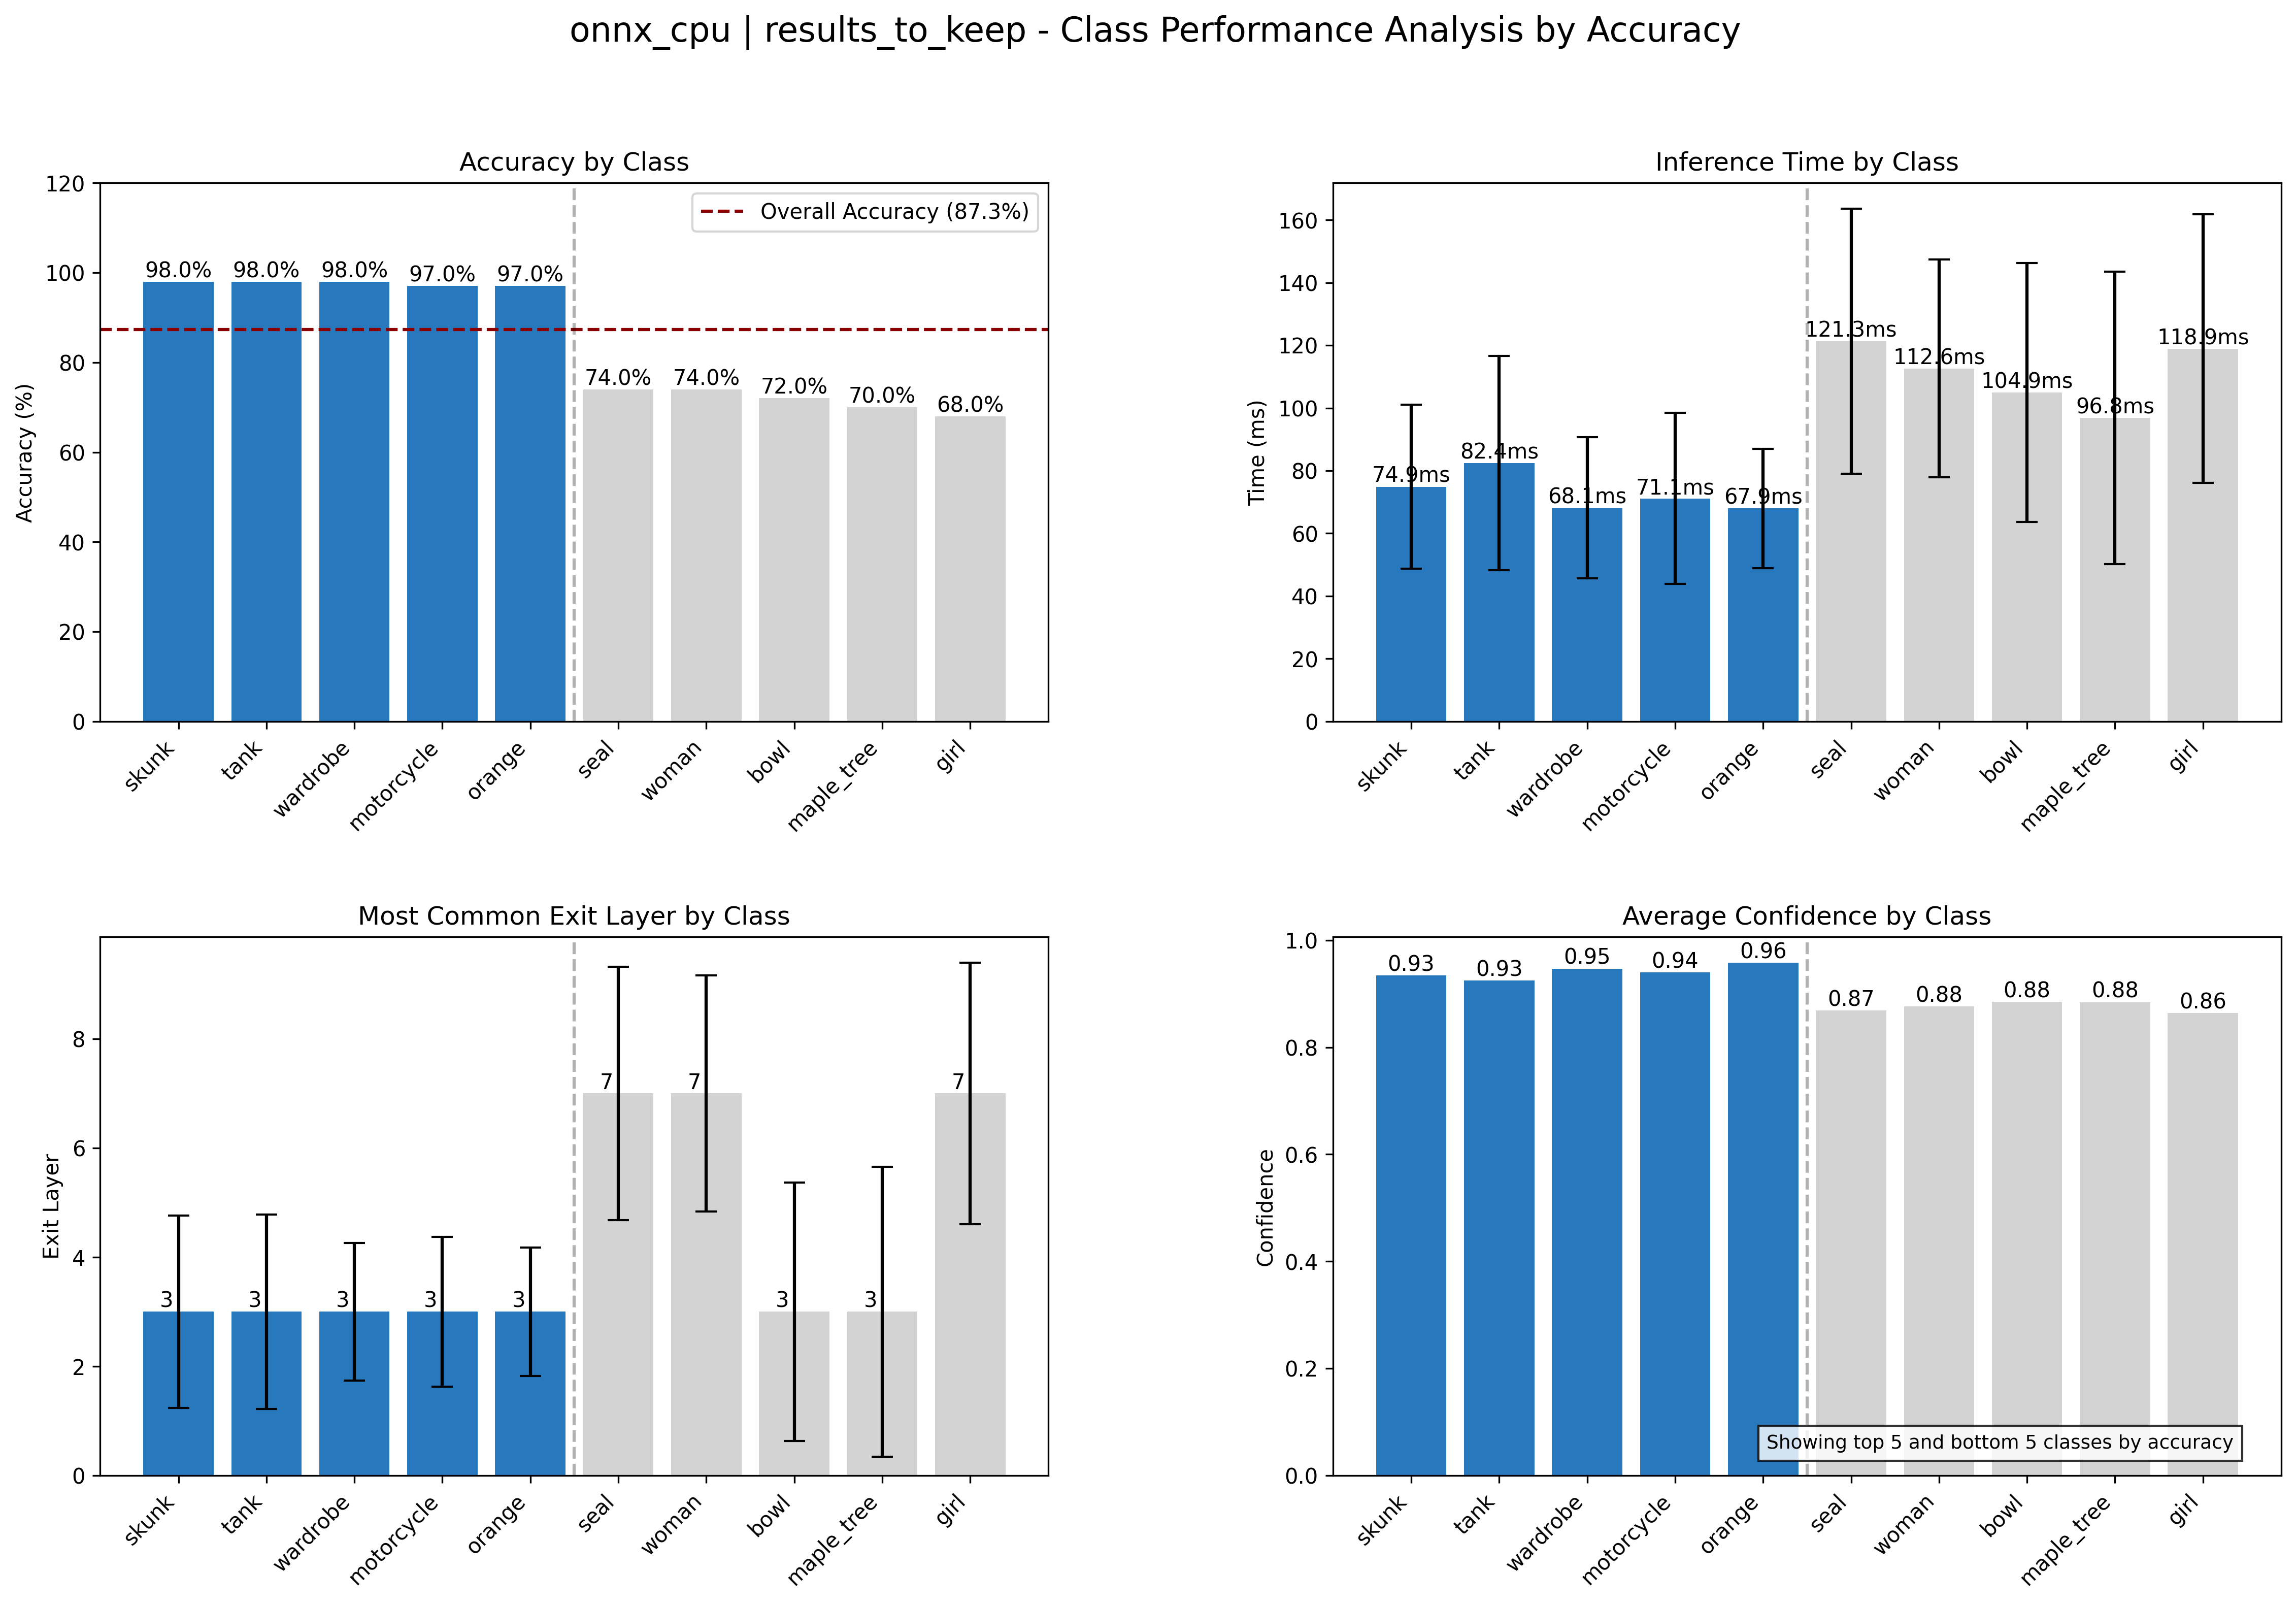 onnx_cpu | results_to_keep - Class Performance Analysis by Accuracy
Accuracy by Class
Accuracy (%)
120
100
80
60
40
20
0
Overall Accuracy (87.3%)
98.0%
98.0%
98.0%
97.0%
97.0%
74.0%
74.0%
72.0%
70.0%
68.0%
skunk
tank
wardrobe
motorcycle
orange
seal
woman
bowl
maple_tree
girl
Inference Time by Class
Time (ms)
160
140
120
100
80
60
40
20
0
74.9ms
82.4ms
68.1ms
71.1ms
67.9ms
121.3ms
112.6ms
104.9ms
96.8ms
118.9ms
skunk
tank
wardrobe
motorcycle
orange
seal
woman
bowl
maple_tree
girl
Most Common Exit Layer by Class
Exit Layer
8
6
4
2
0
3
3
3
3
3
7
7
3
3
7
skunk
tank
wardrobe
motorcycle
orange
seal
woman
bowl
maple_tree
girl
Average Confidence by Class
Confidence
1.0
0.8
0.6
0.4
0.2
0.0
0.93
0.93
0.95
0.94
0.96
0.87
0.88
0.88
0.88
0.86
Showing top 5 and bottom 5 classes by accuracy
skunk
tank
wardrobe
motorcycle
orange
seal
woman
bowl
maple_tree
girl